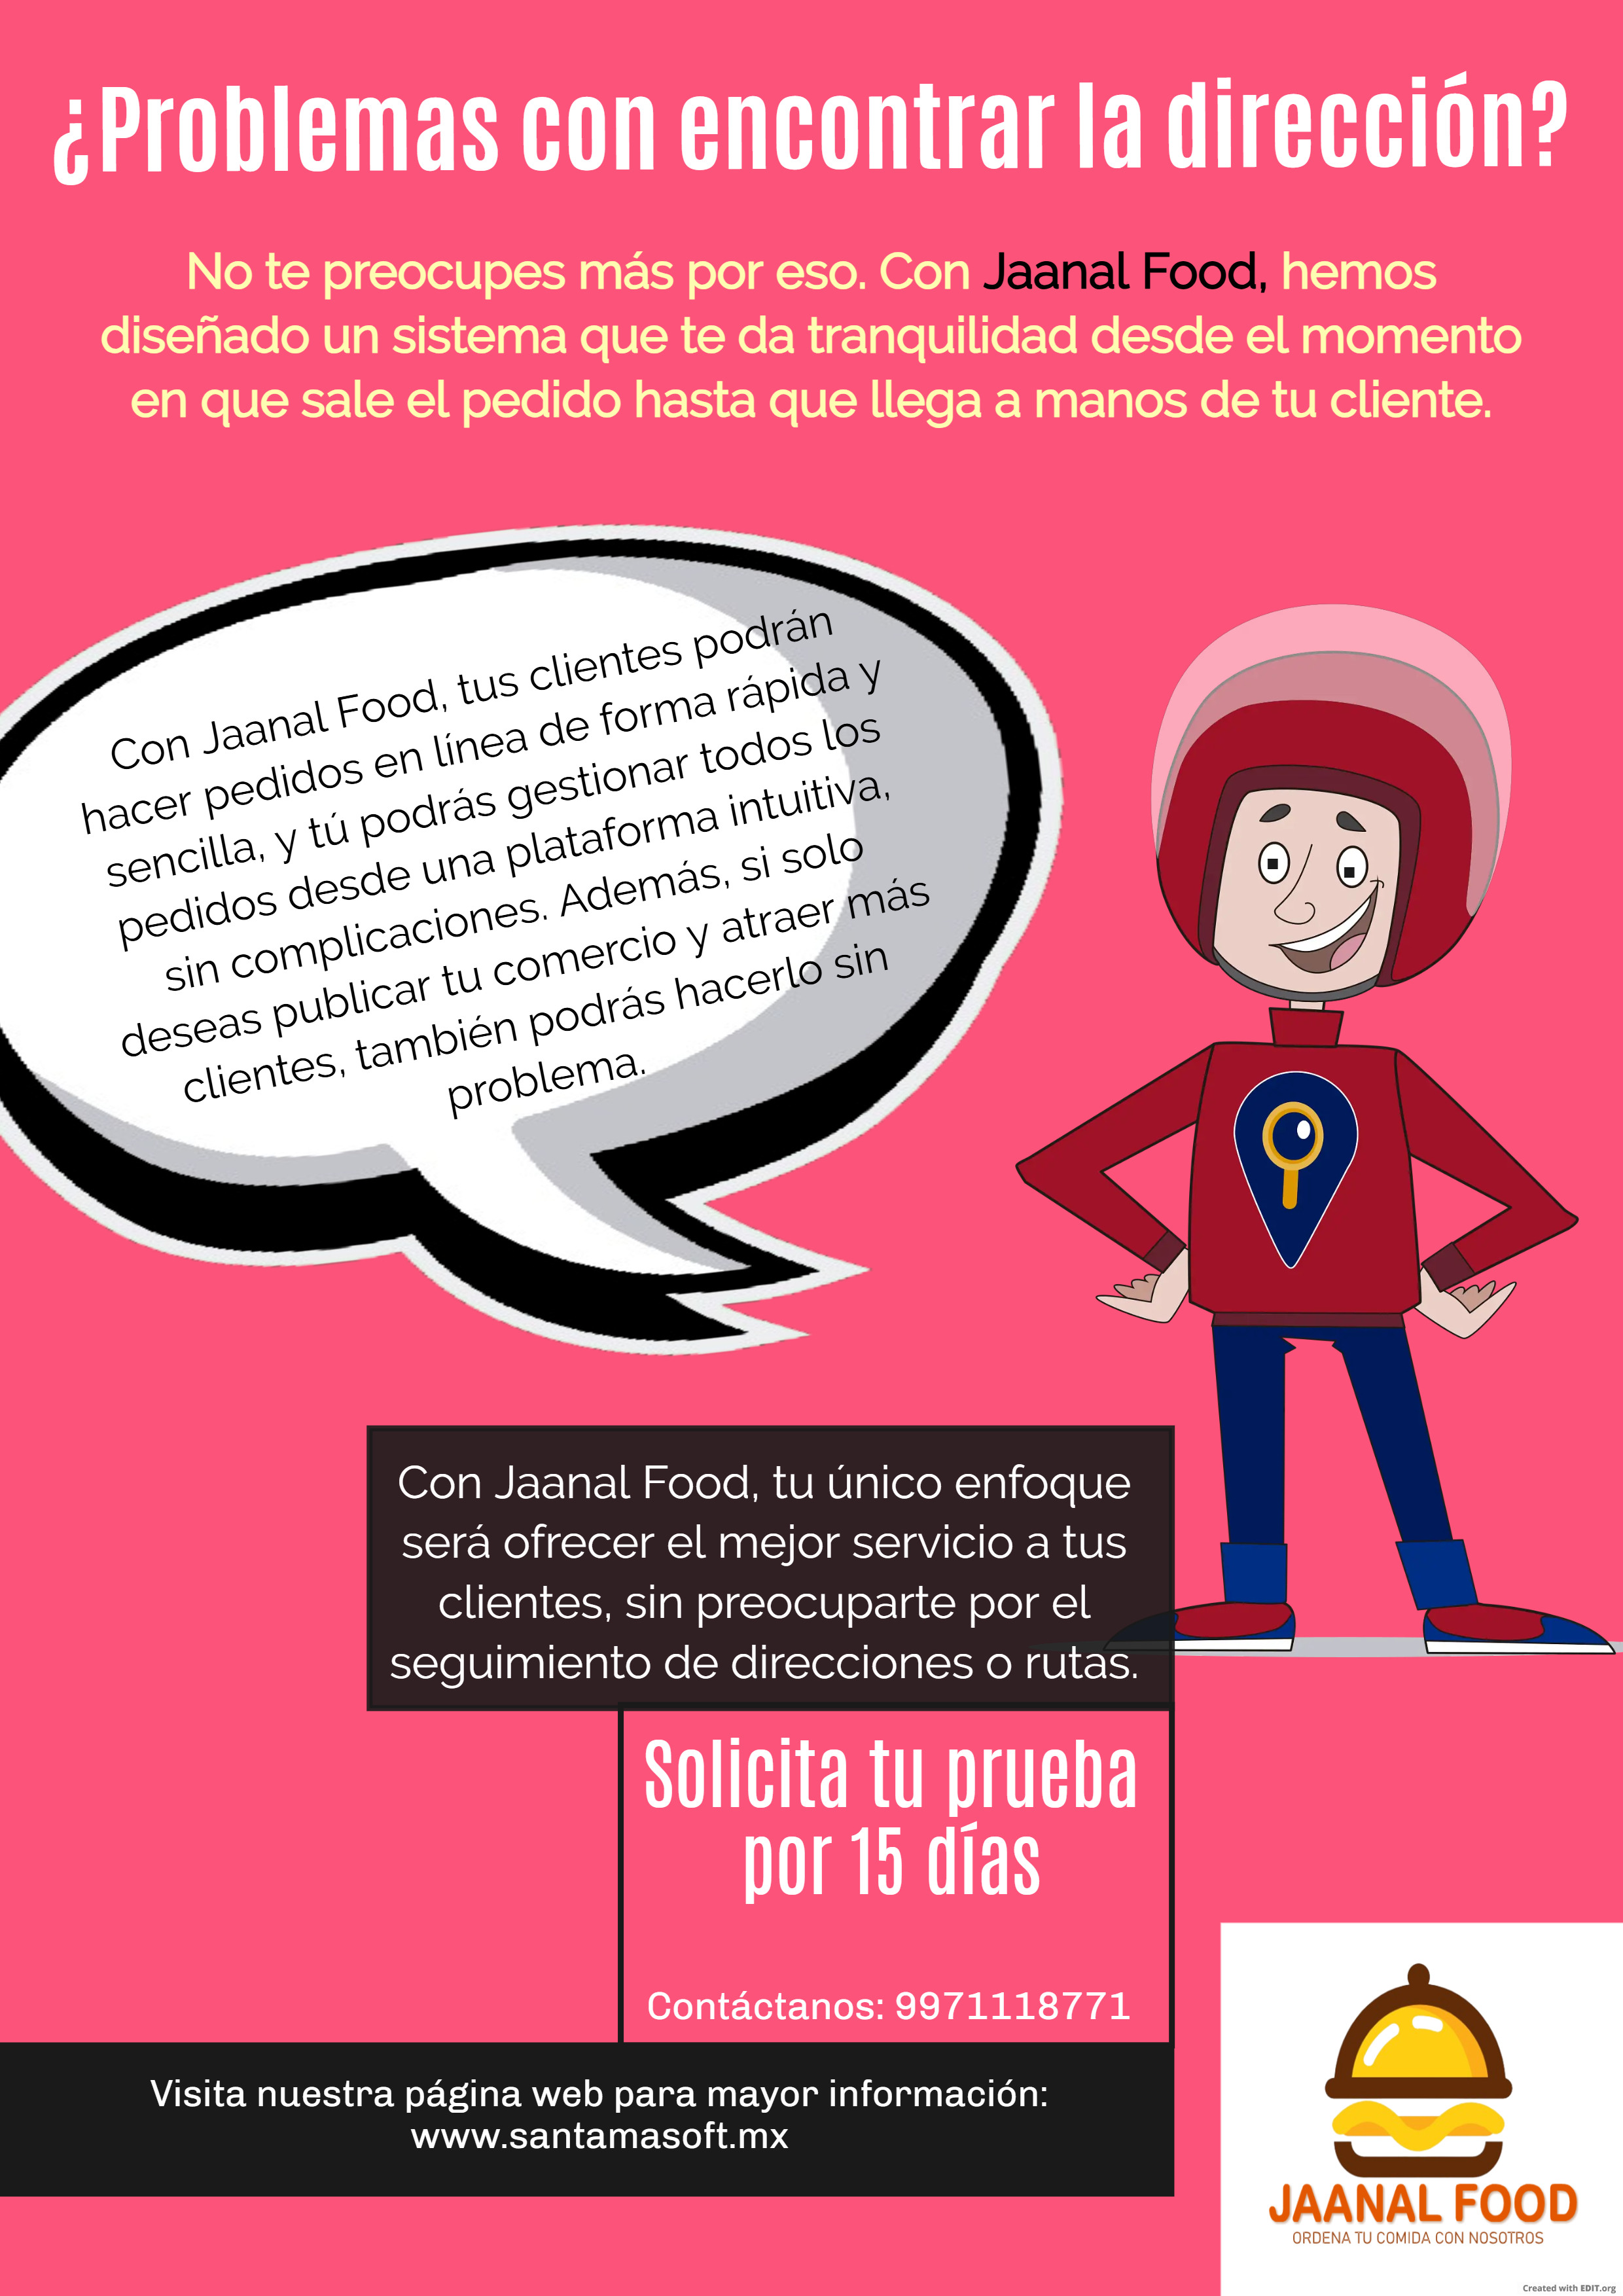 ¿Problemas con encontrar la dirección?
No te preocupes más por eso. Con Jaanal Food, hemos
diseñado un sistema que te da tranquilidad desde el momento
en que sale el pedido hasta que llega a manos de tu cliente.
Con Jaanal Food, tus clientes podrán
hacer pedidos en línea de forma rápida y
sencilla, y tú podrás gestionar todos los
pedidos desde una plataforma intuitiva,
sin complicaciones. Además, si solo
deseas publicar tu comercio y atraer más
clientes, también podrás hacerlo sin
problema.
Con Jaanal Food, tu único enfoque
será ofrecer el mejor servicio a tus
clientes, sin preocuparte por el
seguimiento de direcciones o rutas.
Solicita tu prueba
por 15 días
Contáctanos: 9971118771
Visita nuestra página web para mayor información:
www.santamasoft.mx
JAANAL FOOD
ORDENA TU COMIDA CON NOSOTROS
Created with EDIT.org